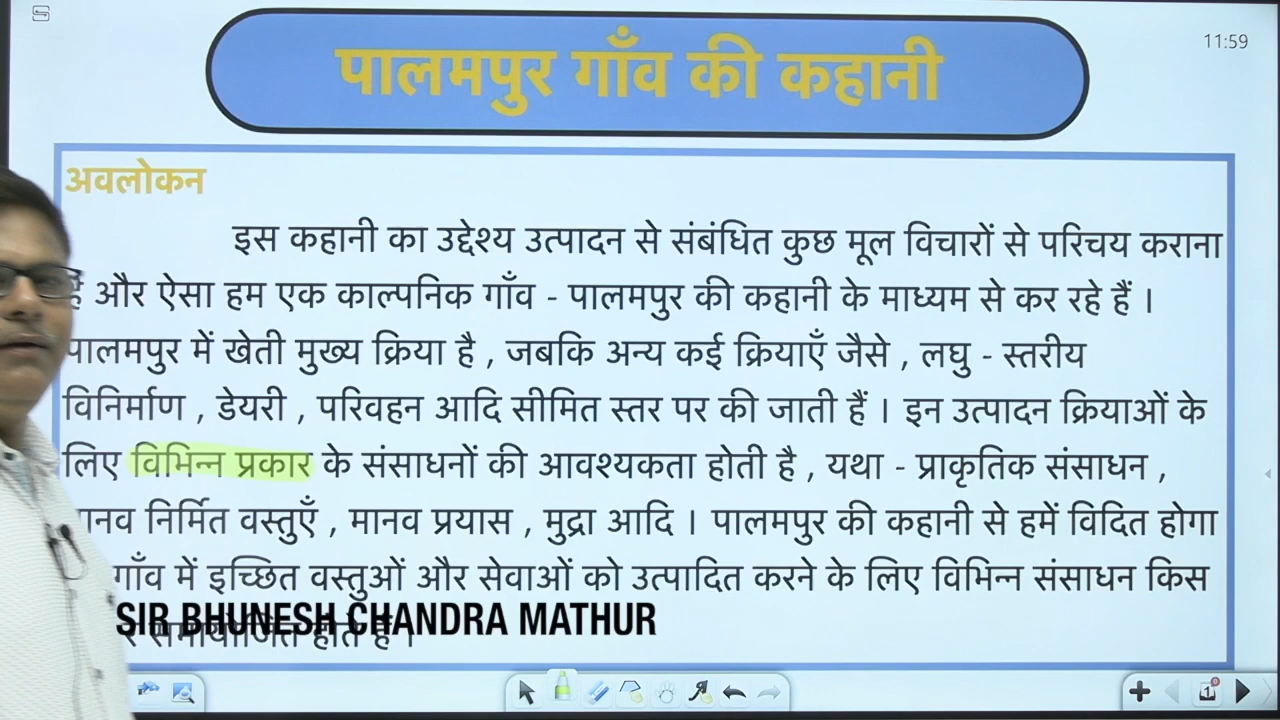 11:59
पालमपुर गाँव की कहानी
अवलोकन
इस कहानी का उद्देश्य उत्पादन से संबंधित कुछ मूल विचारों से परिचय कराना
है और ऐसा हम एक काल्पनिक गाँव - पालमपुर की कहानी के माध्यम से कर रहे हैं ।
पालमपुर में खेती मुख्य क्रिया है , जबकि अन्य कई क्रियाएँ जैसे , लघु - स्तरीय
विनिर्माण , डेयरी , परिवहन आदि सीमित स्तर पर की जाती हैं । इन उत्पादन क्रियाओं के
लिए विभिन्न प्रकार के संसाधनों की आवश्यकता होती है , यथा - प्राकृतिक संसाधन ,
मानव निर्मित वस्तुएँ , मानव प्रयास , मुद्रा आदि । पालमपुर की कहानी से हमें विदित होगा
गाँव में इच्छित वस्तुओं और सेवाओं को उत्पादित करने के लिए विभिन्न संसाधन किस
समायोजित होते हैं ।
SIR BHUNESH CHANDRA MATHUR